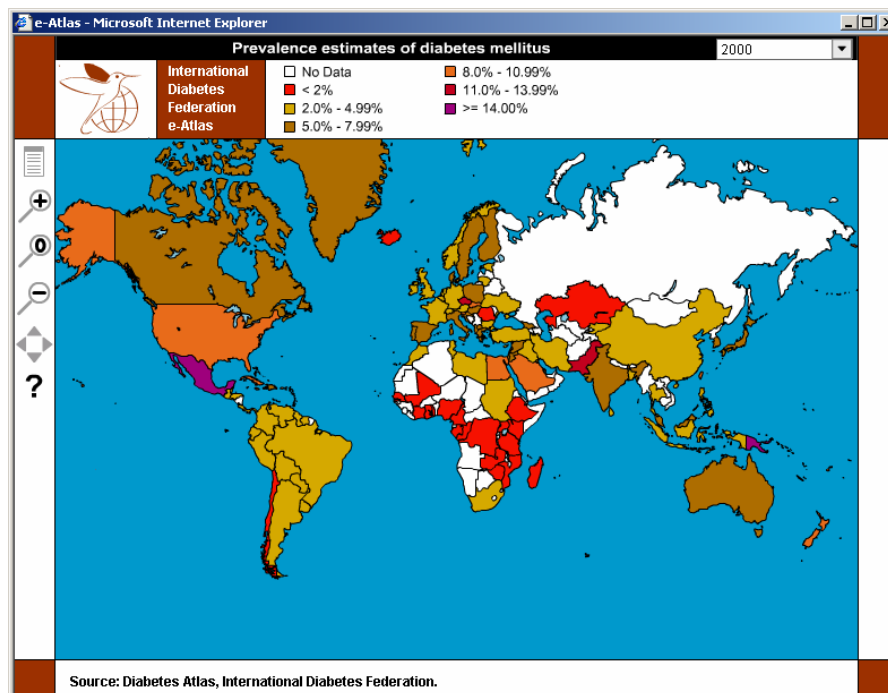 e-Atlas - Microsoft Internet Explorer
Prevalence estimates of diabetes mellitus
2000
International
Diabetes
Federation
e-Atlas
No Data
< 2%
2.0% - 4.99%
5.0% - 7.99%
8.0% - 10.99%
11.0% - 13.99%
>= 14.00%
0
?
Source: Diabetes Atlas, International Diabetes Federation.